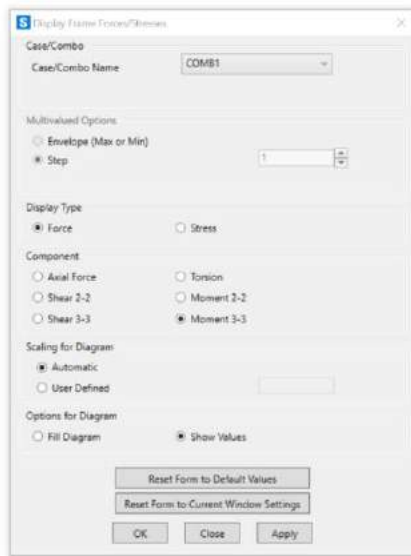 S Display Frame Forces/Stresses
Case/Combo
Case/Combo Name COMB1
Multivalued Options
Envelope (Max or Min)
Step 1
Display Type
Force Stress
Component
Axial Force Torsion
Shear 2-2 Moment 2-2
Shear 3-3 Moment 3-3
Scaling for Diagram
Automatic
User Defined
Options for Diagram
Fill Diagram Show Values
Reset Form to Default Values
Reset Form to Current Window Settings
OK Close Apply